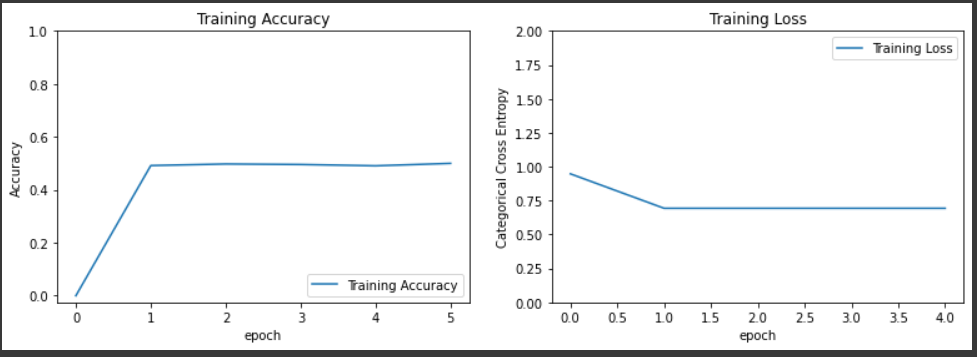 Training Accuracy
1.0
0.8
0.6
0.4
0.2
0.0
Accuracy
Training Accuracy
0 1 2 3 4 5
epoch
Training Loss
2.00
1.75
1.50
1.25
1.00
0.75
0.50
0.25
0.00
Categorical Cross Entropy
Training Loss
0.0 0.5 1.0 1.5 2.0 2.5 3.0 3.5 4.0
epoch